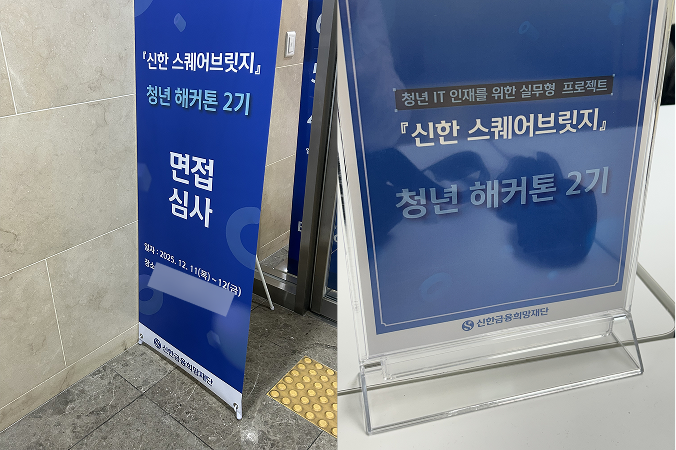 『신한 스퀘어브릿지』
청년 해커톤 2기
면접
심사
일자 : 2025. 12. 11(목) ~ 12(금)
장소
신한금융희망재단
청년 IT 인재를 위한 실무형 프로젝트
『신한 스퀘어브릿지』
청년 해커톤 2기
신한금융희망재단